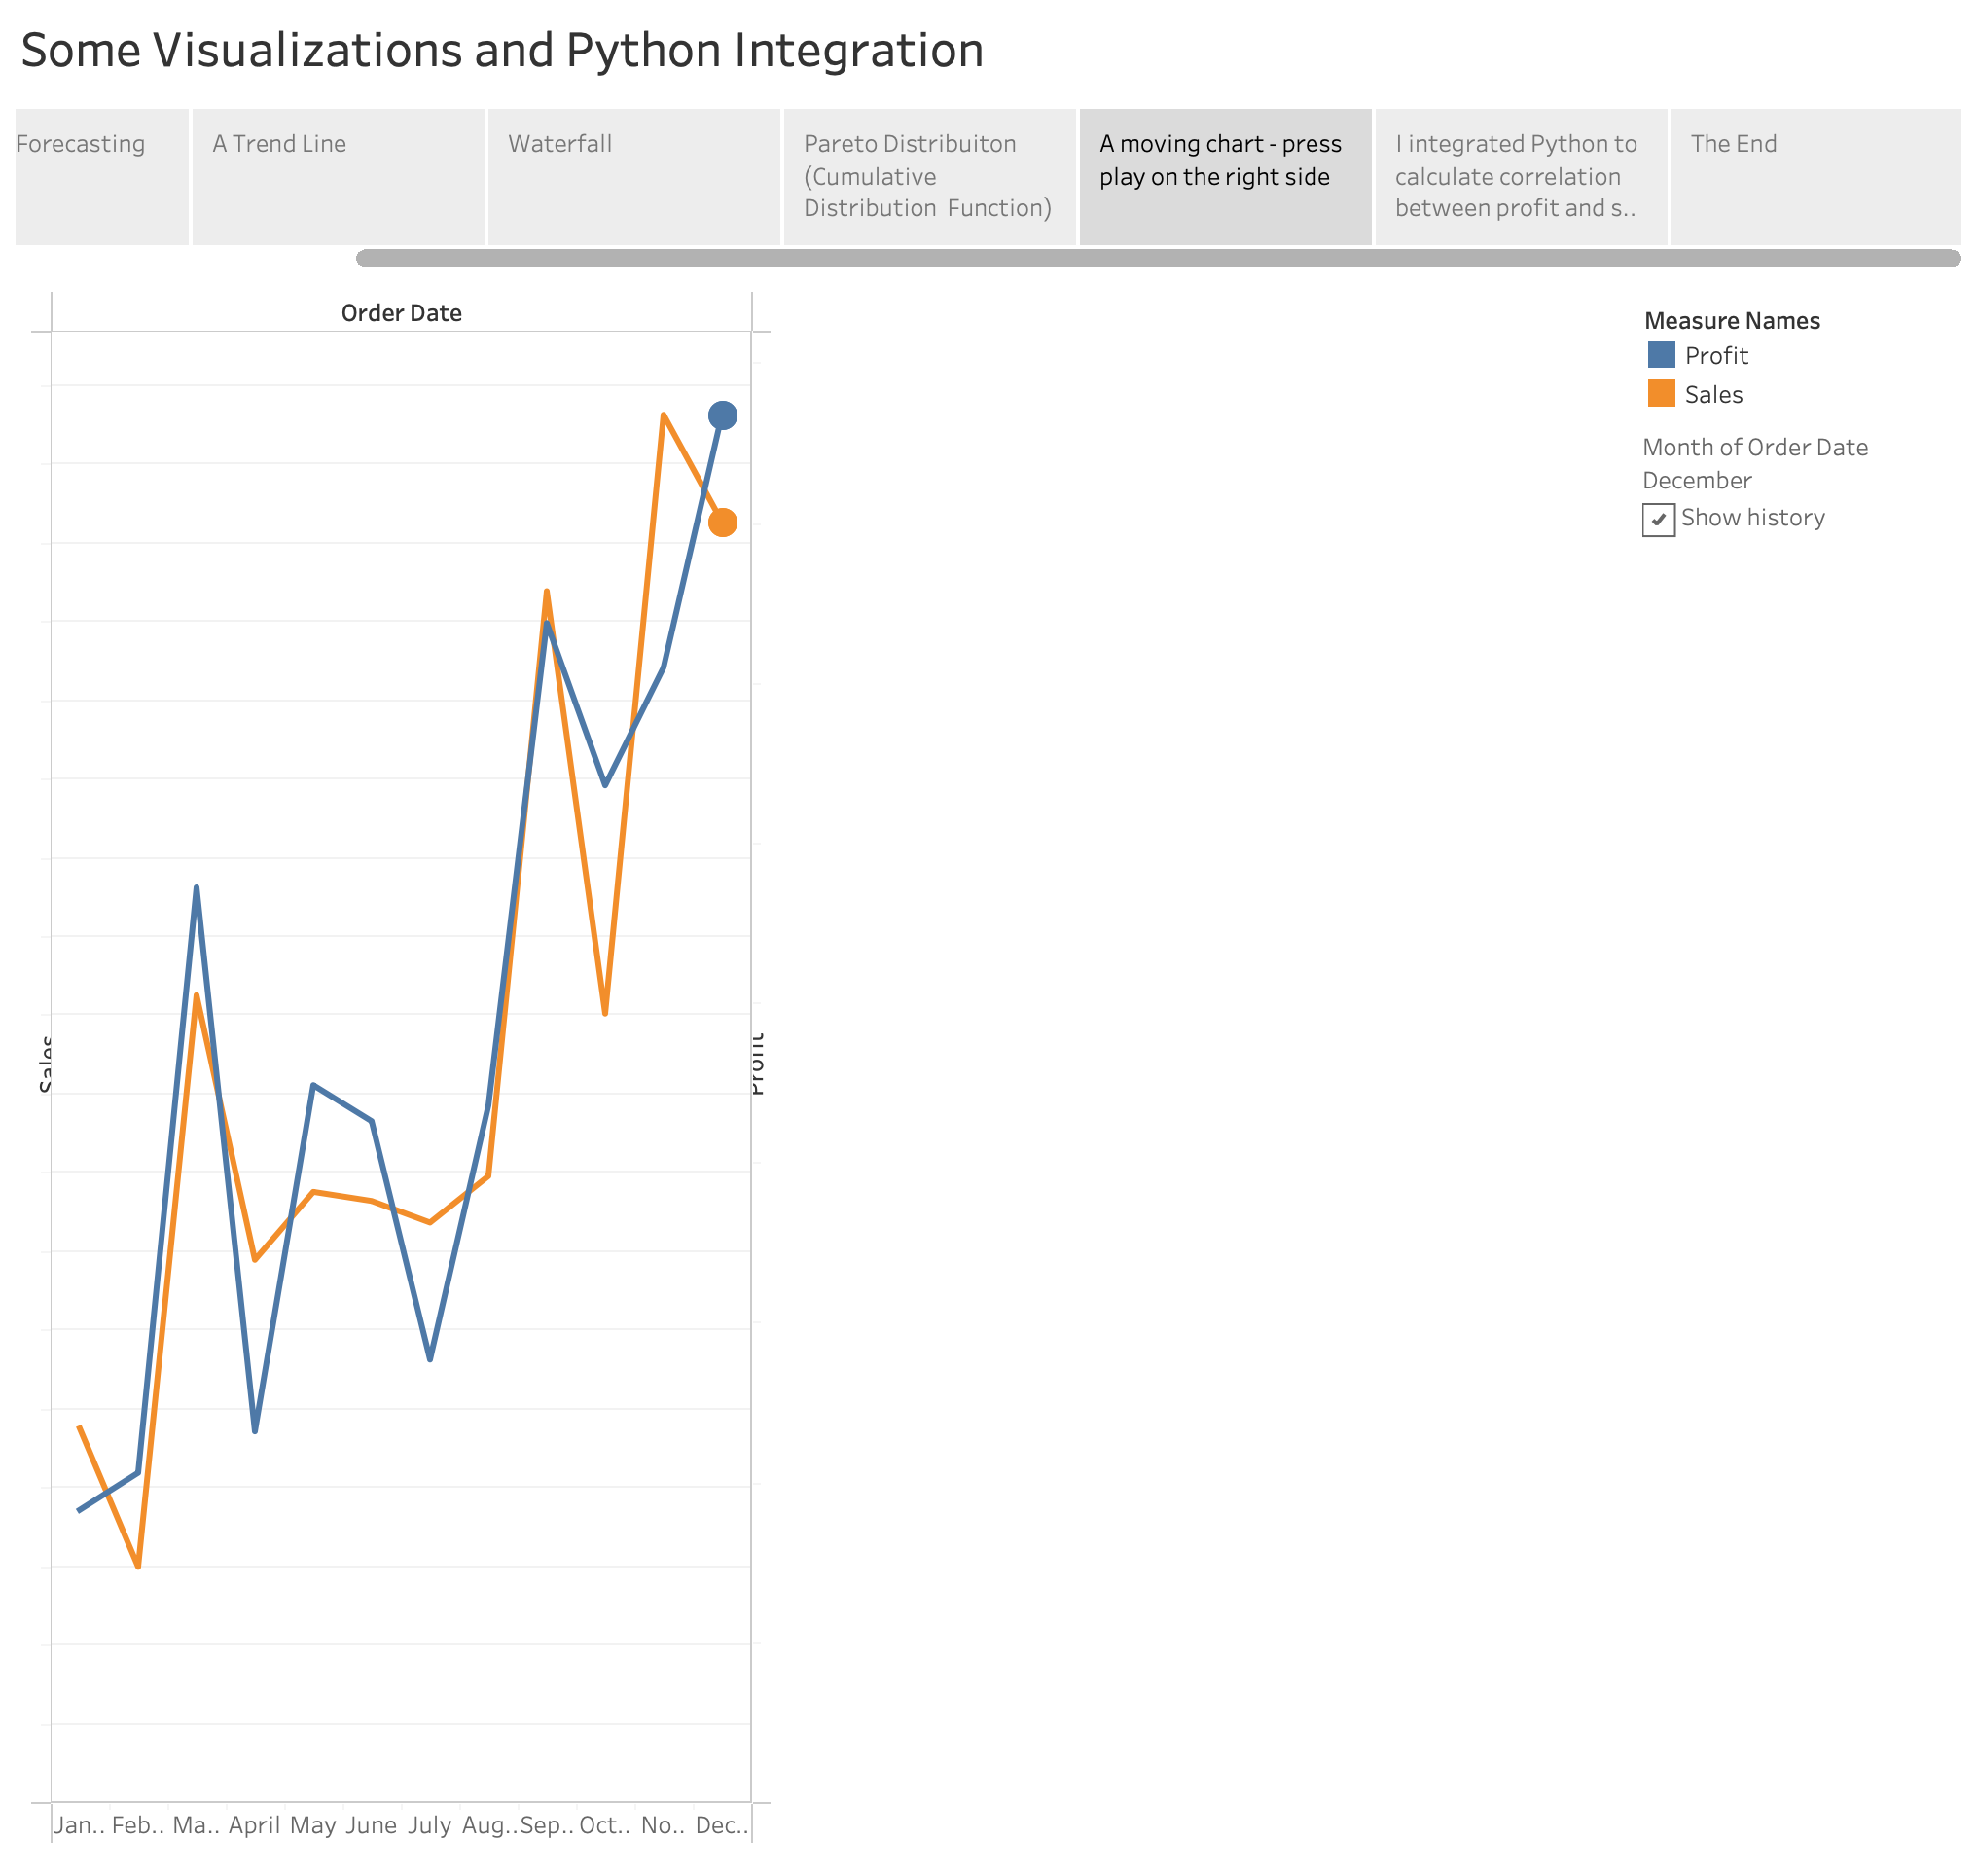 Some Visualizations and Python Integration
Forecasting
A Trend Line
Waterfall
Pareto Distribuiton
(Cumulative
Distribution Function)
A moving chart - press
play on the right side
I integrated Python to
calculate correlation
between profit and s..
The End
Order Date
Measure Names
Profit
Sales
Month of Order Date
December
Show history
Sales
Profit
Jan.. Feb.. Ma.. April May June July Aug.. Sep.. Oct.. No.. Dec..